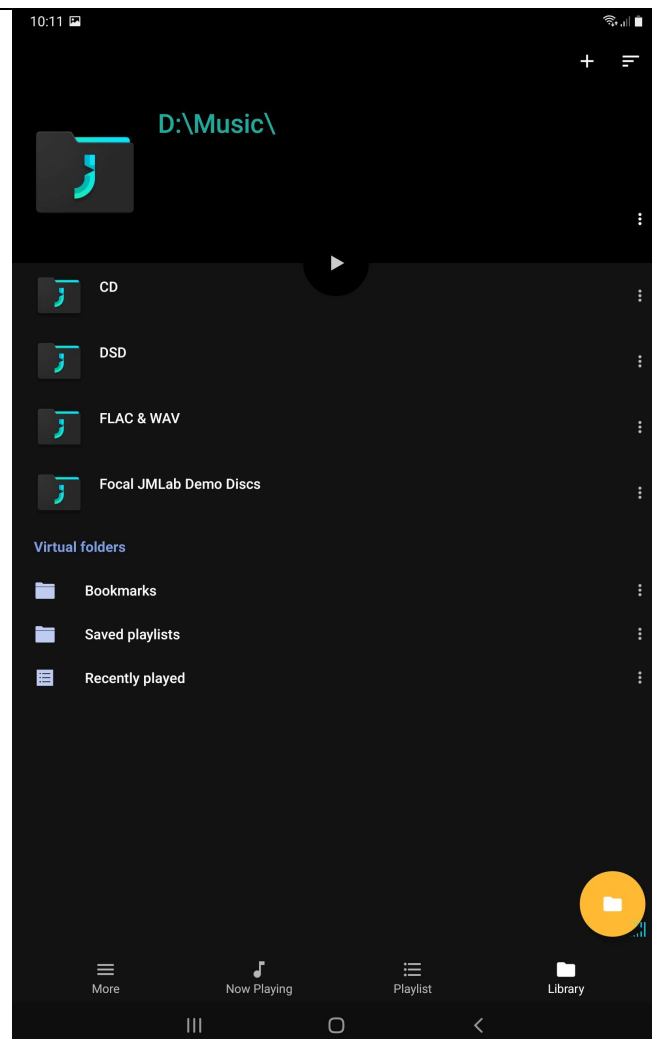 10:11
D:\Music\
CD
DSD
FLAC & WAV
Focal JMLab Demo Discs
Virtual folders
Bookmarks
Saved playlists
Recently played
More
Now Playing
Playlist
Library